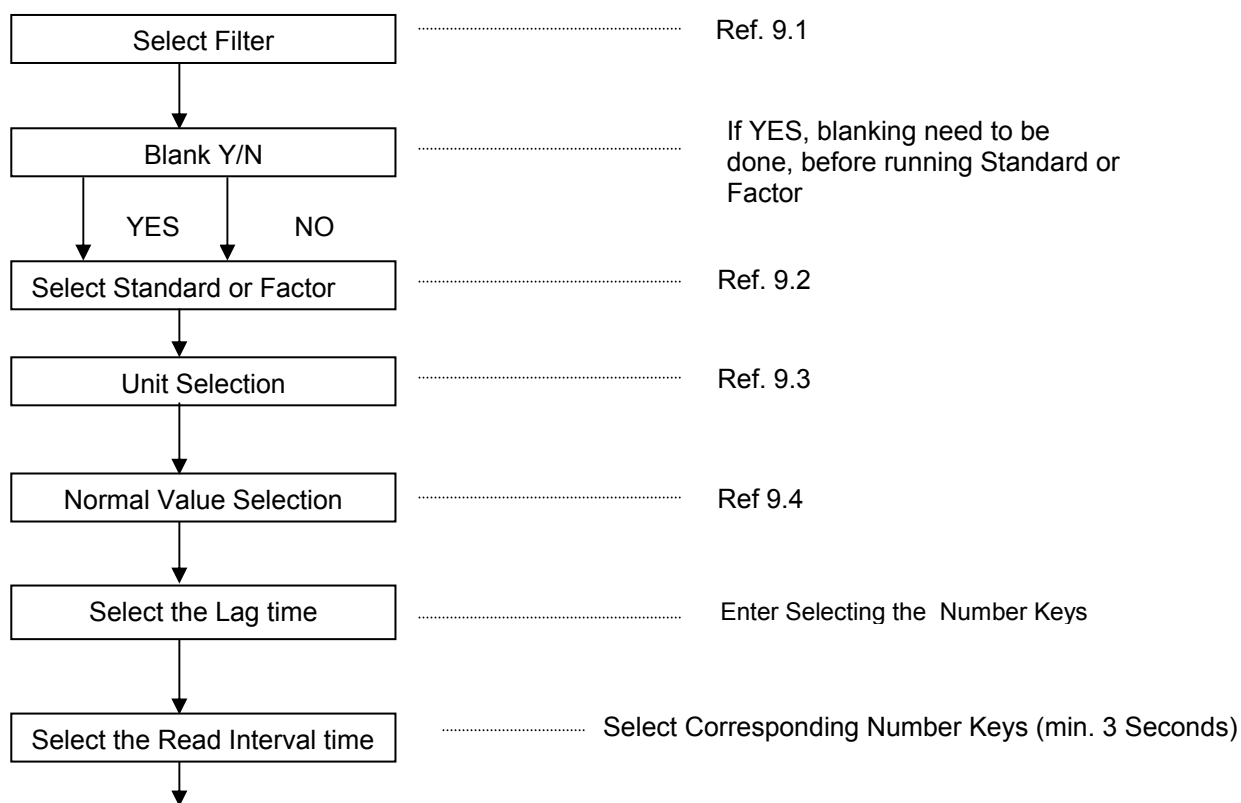 Select Filter
Ref. 9.1
Blank Y/N
If YES, blanking need to be
done, before running Standard or
Factor
YES
NO
Select Standard or Factor
Ref. 9.2
Unit Selection
Ref. 9.3
Normal Value Selection
Ref 9.4
Select the Lag time
Enter Selecting the Number Keys
Select the Read Interval time
Select Corresponding Number Keys (min. 3 Seconds)